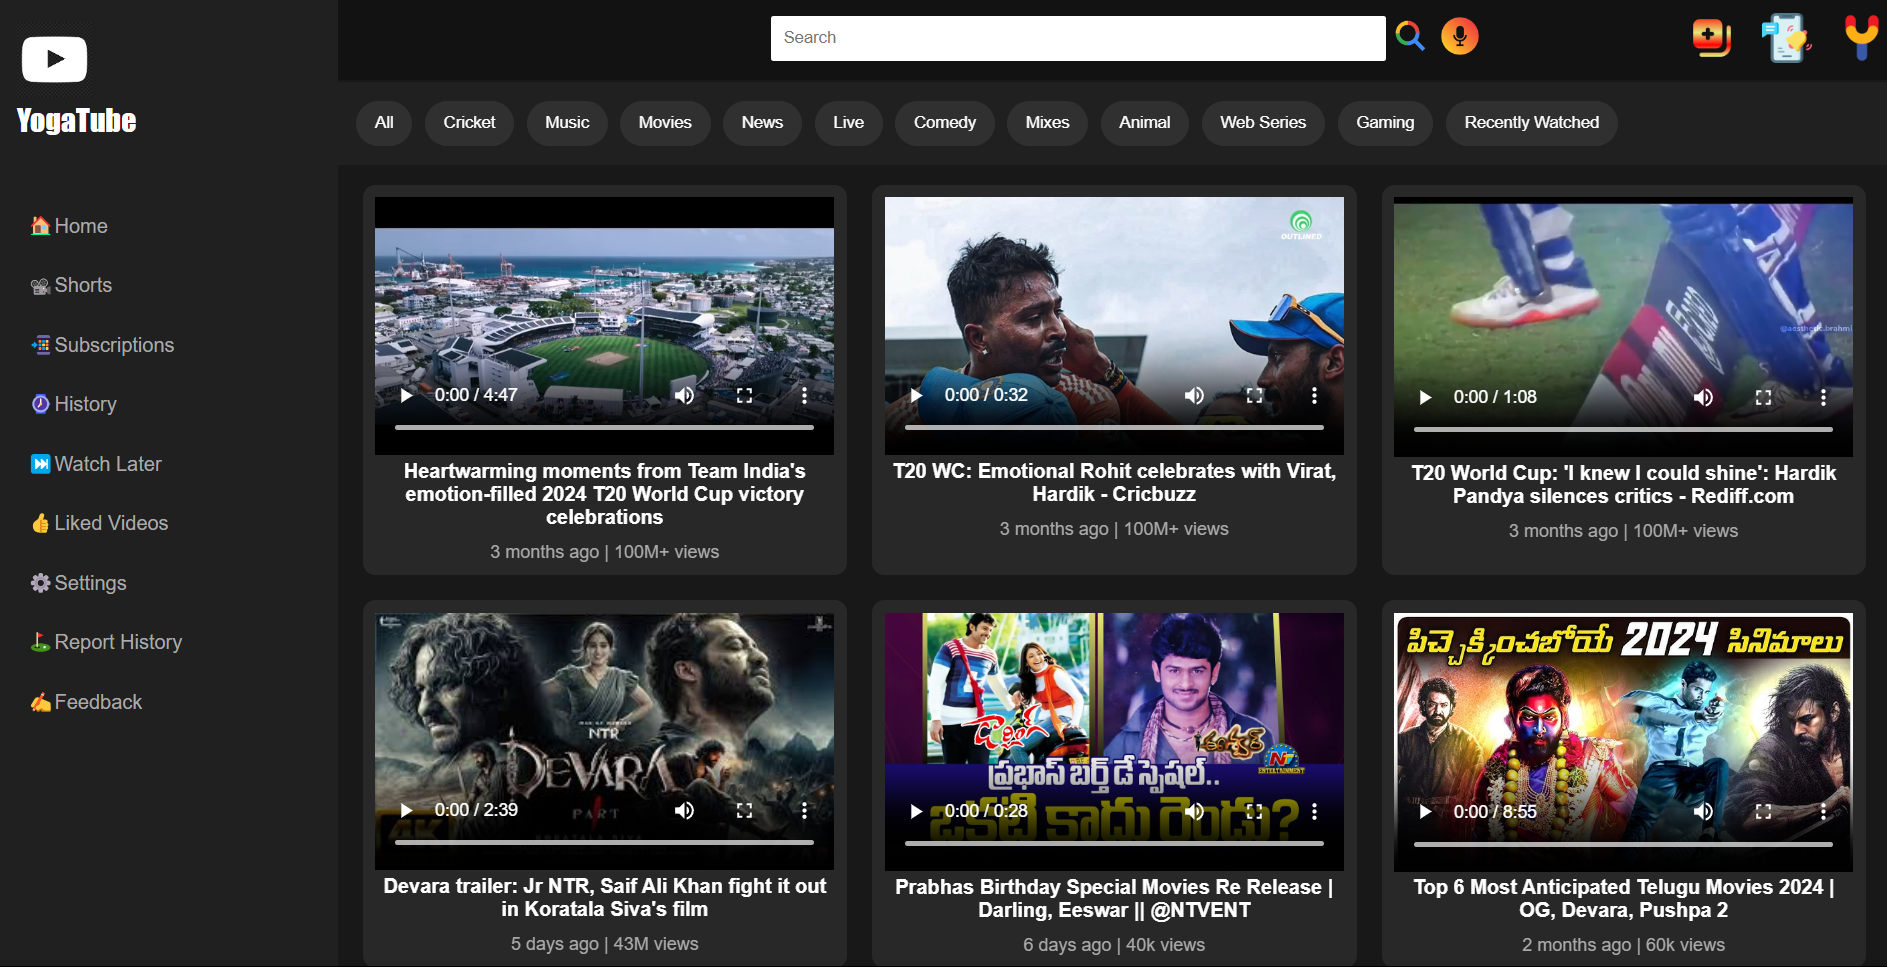 Search
YogaTube
All
Cricket
Music
Movies
News
Live
Comedy
Mixes
Animal
Web Series
Gaming
Recently Watched
Home
Shorts
Subscriptions
History
Watch Later
Liked Videos
Settings
Report History
Feedback
0:00 / 4:47
Heartwarming moments from Team India's
emotion-filled 2024 T20 World Cup victory
celebrations
3 months ago | 100M+ views
OUTLINED
0:00 / 0:32
T20 WC: Emotional Rohit celebrates with Virat,
Hardik - Cricbuzz
3 months ago | 100M+ views
@aesthetic.brahmi
0:00 / 1:08
T20 World Cup: 'I knew I could shine': Hardik
Pandya silences critics - Rediff.com
3 months ago | 100M+ views
NTR
DEVARA
PART
4K
0:00 / 2:39
Devara trailer: Jr NTR, Saif Ali Khan fight it out
in Koratala Siva's film
5 days ago | 43M views
డార్లింగ్
ఈశ్వర్
ENTERTAINMENT
ప్రభాస్ బర్త్ డే స్పెషల్..
ఒకటి కాదు రెండు?
0:00 / 0:28
Prabhas Birthday Special Movies Re Release |
Darling, Eeswar || @NTVENT
6 days ago | 40k views
పిచ్చెక్కించబోయే 2024 సినిమాలు
0:00 / 8:55
Top 6 Most Anticipated Telugu Movies 2024 |
OG, Devara, Pushpa 2
2 months ago | 60k views